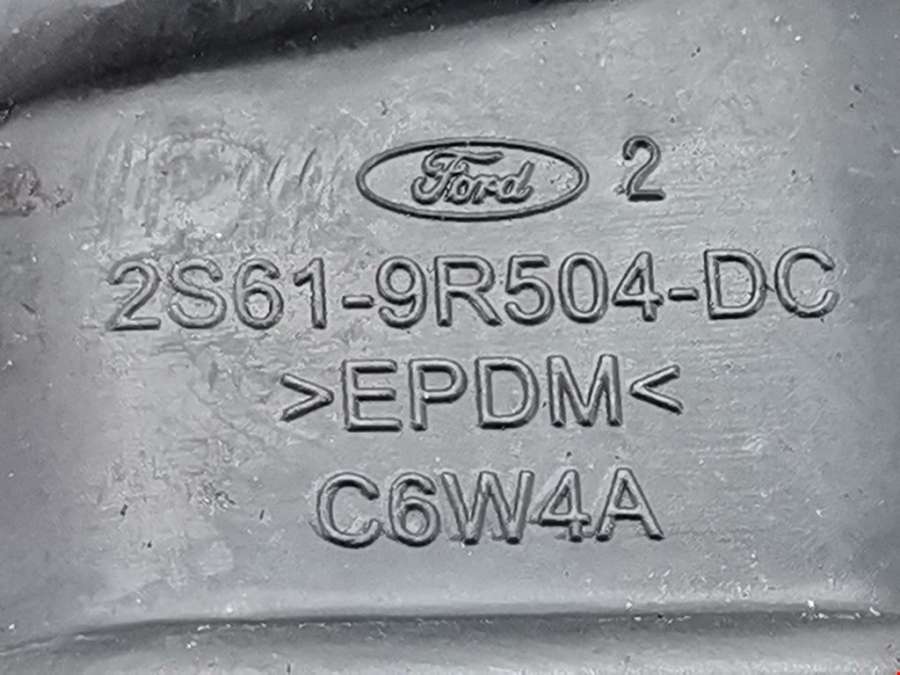 Ford 2
2S61-9R504-DC
>EPDM<
C6W4A